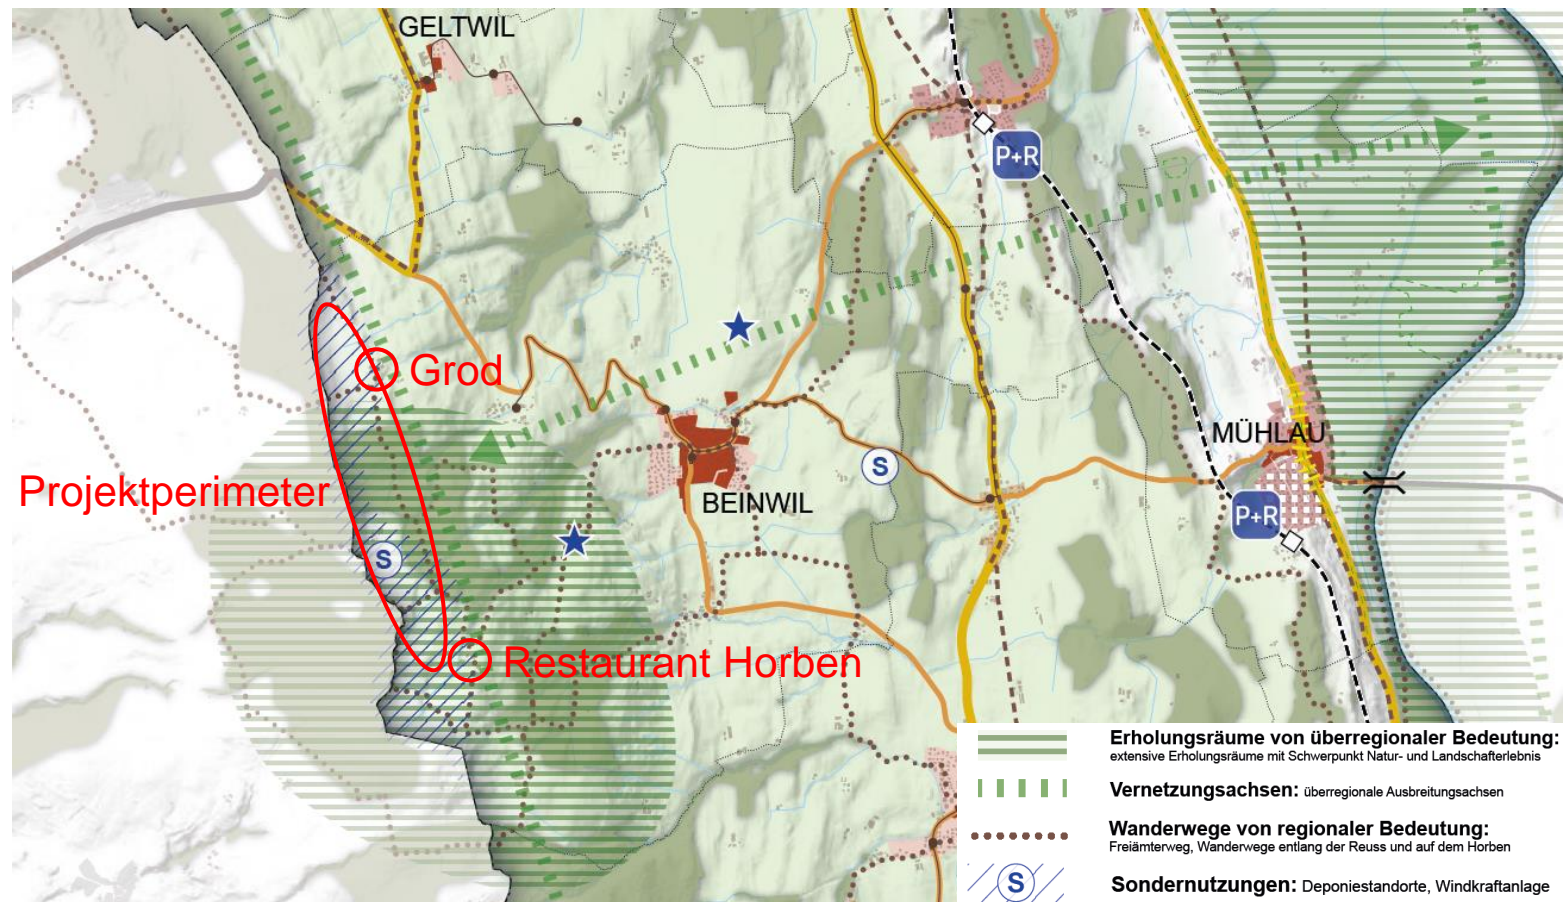 GELTWIL
P+R
Grod
MÜHLAU
Projektperimeter
S
BEINWIL
P+R
S
Restaurant Horben
Erholungsräume von überregionaler Bedeutung:
extensive Erholungsräume mit Schwerpunkt Natur- und Landschafterlebnis
Vernetzungsachsen: überregionale Ausbreitungsachsen
Wanderwege von regionaler Bedeutung:
Freiämterweg, Wanderwege entlang der Reuss und auf dem Horben
S
Sondernutzungen: Deponiestandorte, Windkraftanlage